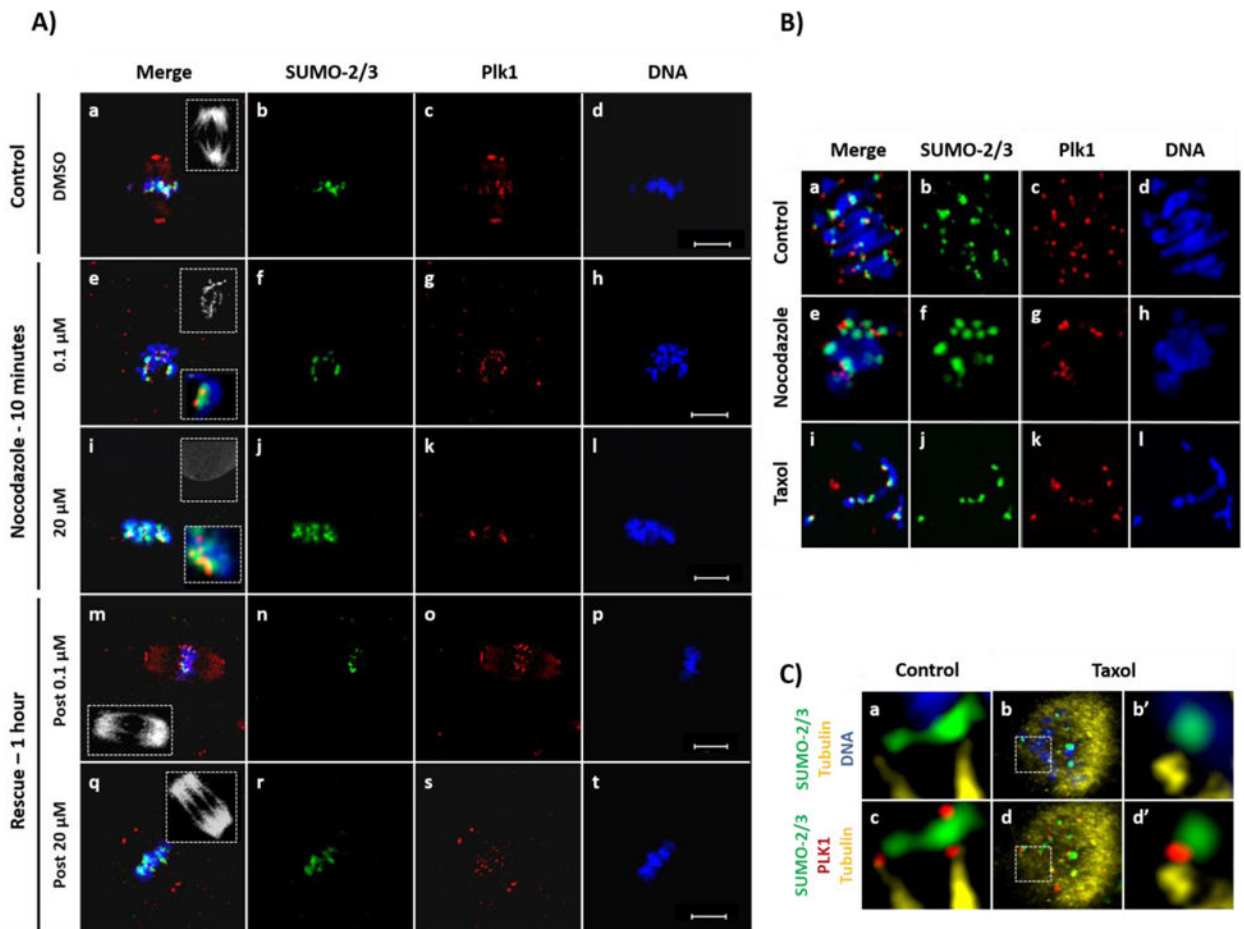 A)
Merge SUMO-2/3 Plk1 DNA
Control
DMSO
a b c d
Nocodazole - 10 minutes
0.1 µM
e f g h
20 µM
i j k l
Rescue – 1 hour
Post 0.1 µM
m n o p
Post 20 µM
q r s t
B)
Merge SUMO-2/3 Plk1 DNA
Control
a b c d
Nocodazole
e f g h
Taxol
i j k l
C)
Control Taxol
SUMO-2/3
Tubulin
DNA
a b b'
SUMO-2/3
PLK1
Tubulin
c d d'